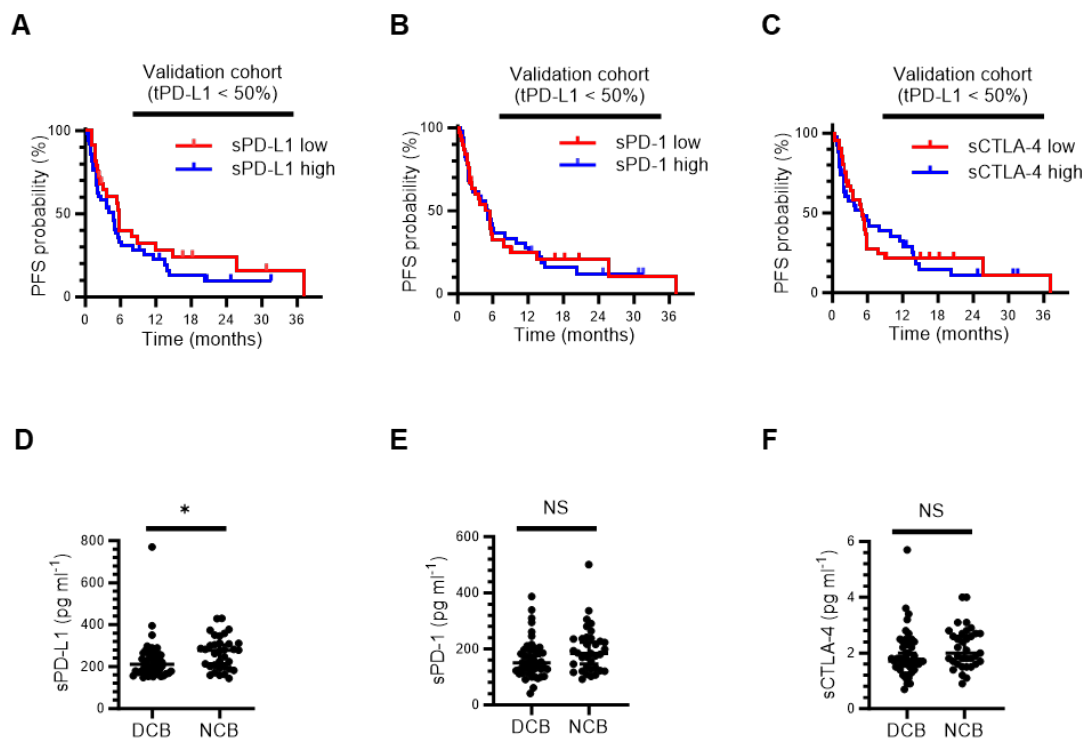 A
Validation cohort
(tPD-L1 < 50%)
sPD-L1 low
sPD-L1 high
PFS probability (%)
100
50
0
0 6 12 18 24 30 36
Time (months)
B
Validation cohort
(tPD-L1 < 50%)
sPD-1 low
sPD-1 high
PFS probability (%)
100
50
0
0 6 12 18 24 30 36
Time (months)
C
Validation cohort
(tPD-L1 < 50%)
sCTLA-4 low
sCTLA-4 high
PFS probability (%)
100
50
0
0 6 12 18 24 30 36
Time (months)
D
*
sPD-L1 (pg ml⁻¹)
800
600
400
200
0
DCB NCB
E
NS
sPD-1 (pg ml⁻¹)
600
400
200
0
DCB NCB
F
NS
sCTLA-4 (pg ml⁻¹)
6
4
2
0
DCB NCB